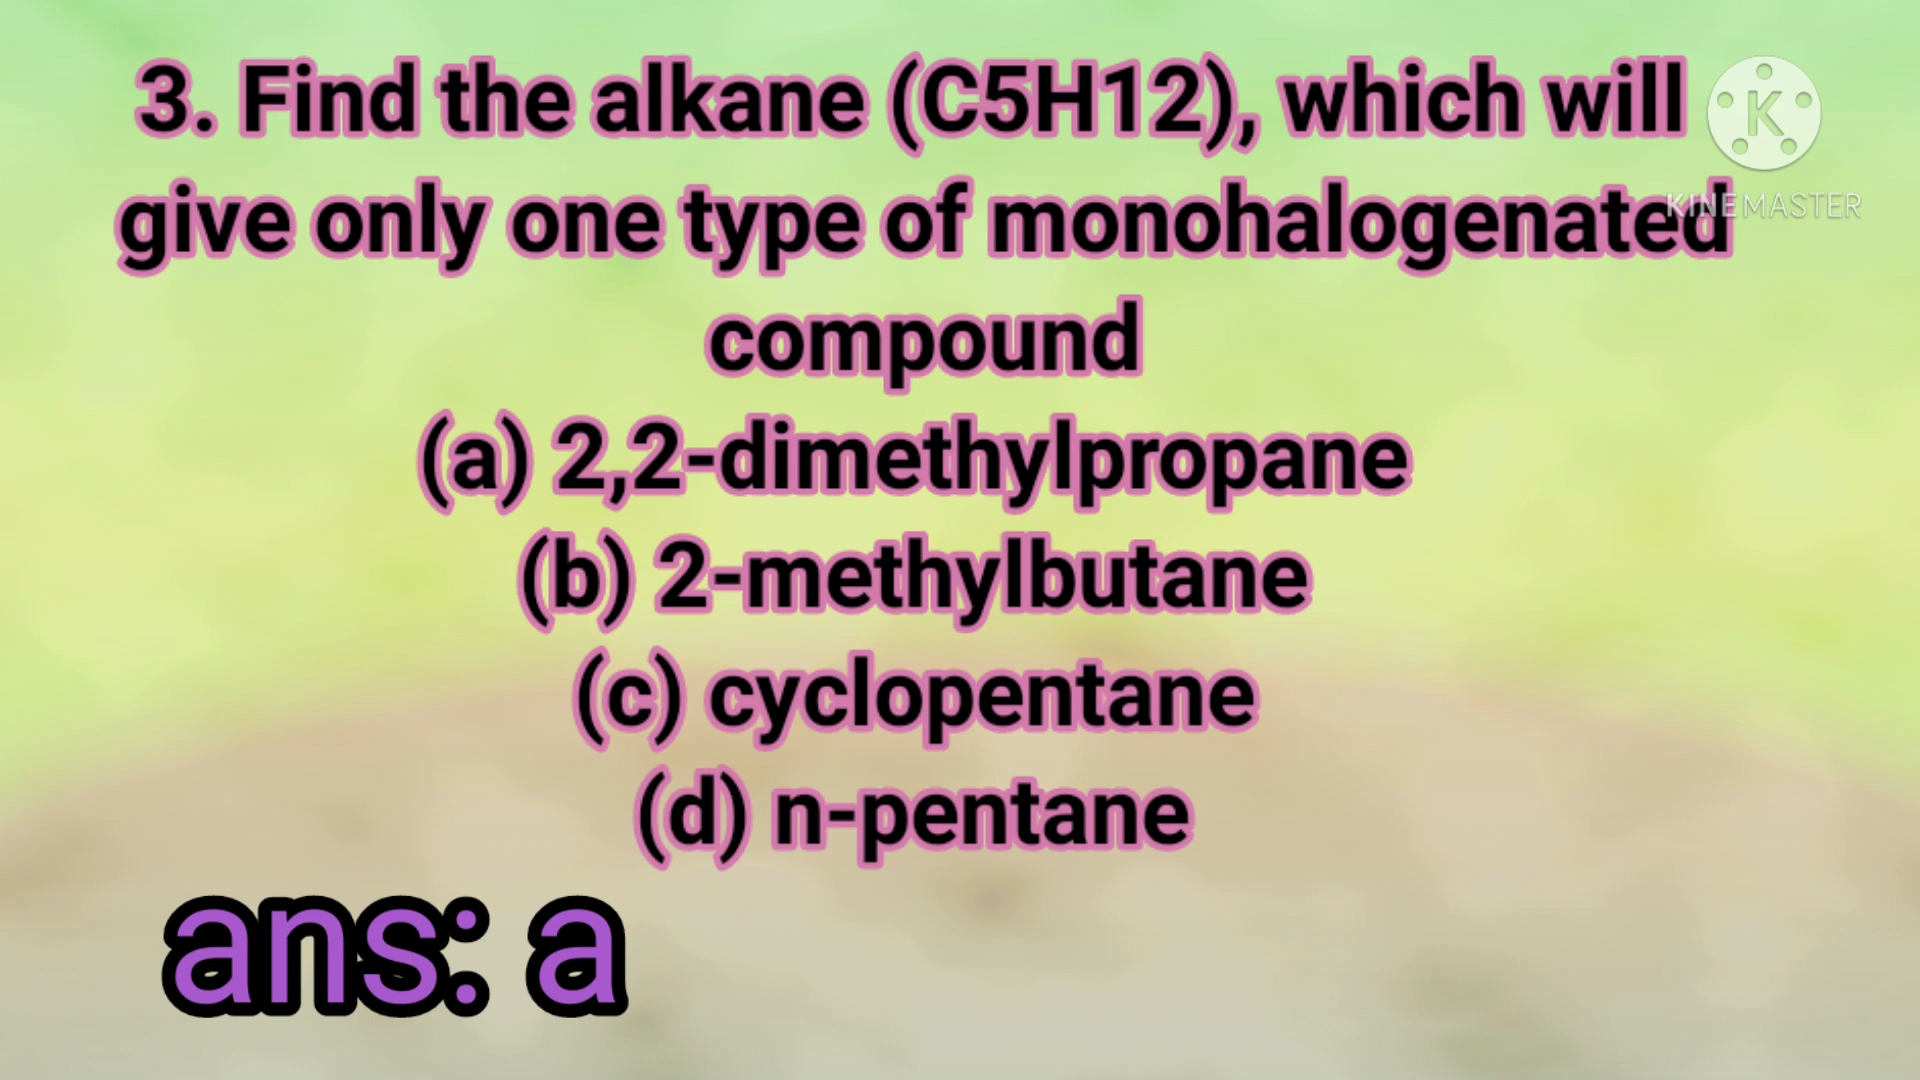 3. Find the alkane (C5H12), which will
give only one type of monohalogenated
compound
(a) 2,2-dimethylpropane
(b) 2-methylbutane
(c) cyclopentane
(d) n-pentane
ans: a
K
KINEMASTER